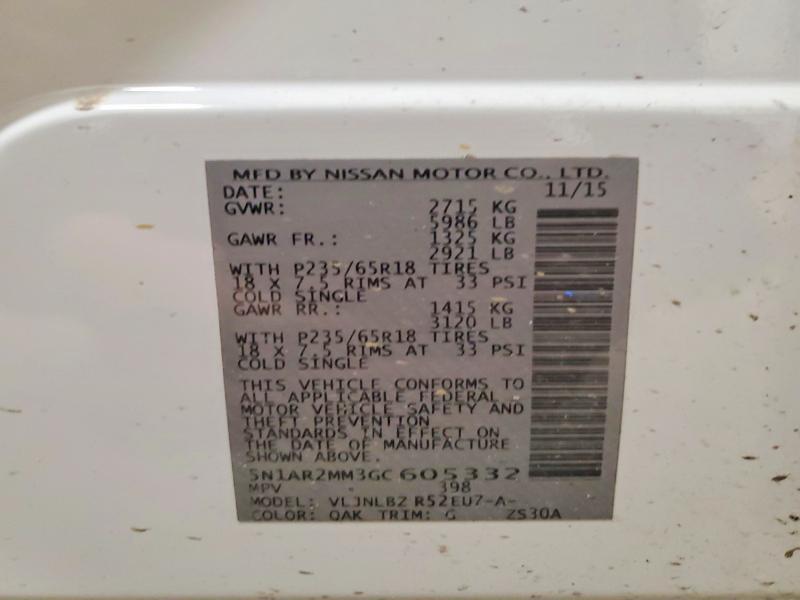 MFD BY NISSAN MOTOR CO., LTD.
DATE: 11/15
GVWR: 2715 KG
5986 LB
GAWR FR.: 1325 KG
2921 LB
WITH P235/65R18 TIRES
18 X 7.5 RIMS AT 33 PSI
COLD SINGLE
GAWR RR.: 1415 KG
3120 LB
WITH P235/65R18 TIRES
18 X 7.5 RIMS AT 33 PSI
COLD SINGLE
THIS VEHICLE CONFORMS TO
ALL APPLICABLE FEDERAL
MOTOR VEHICLE SAFETY AND
THEFT PREVENTION
STANDARDS IN EFFECT ON
THE DATE OF MANUFACTURE
SHOWN ABOVE.
5N1AR2MM3GC605332
MPV - 398
MODEL: VLJNLBZ R52EU7-A-
COLOR: QAK TRIM: G ZS30A